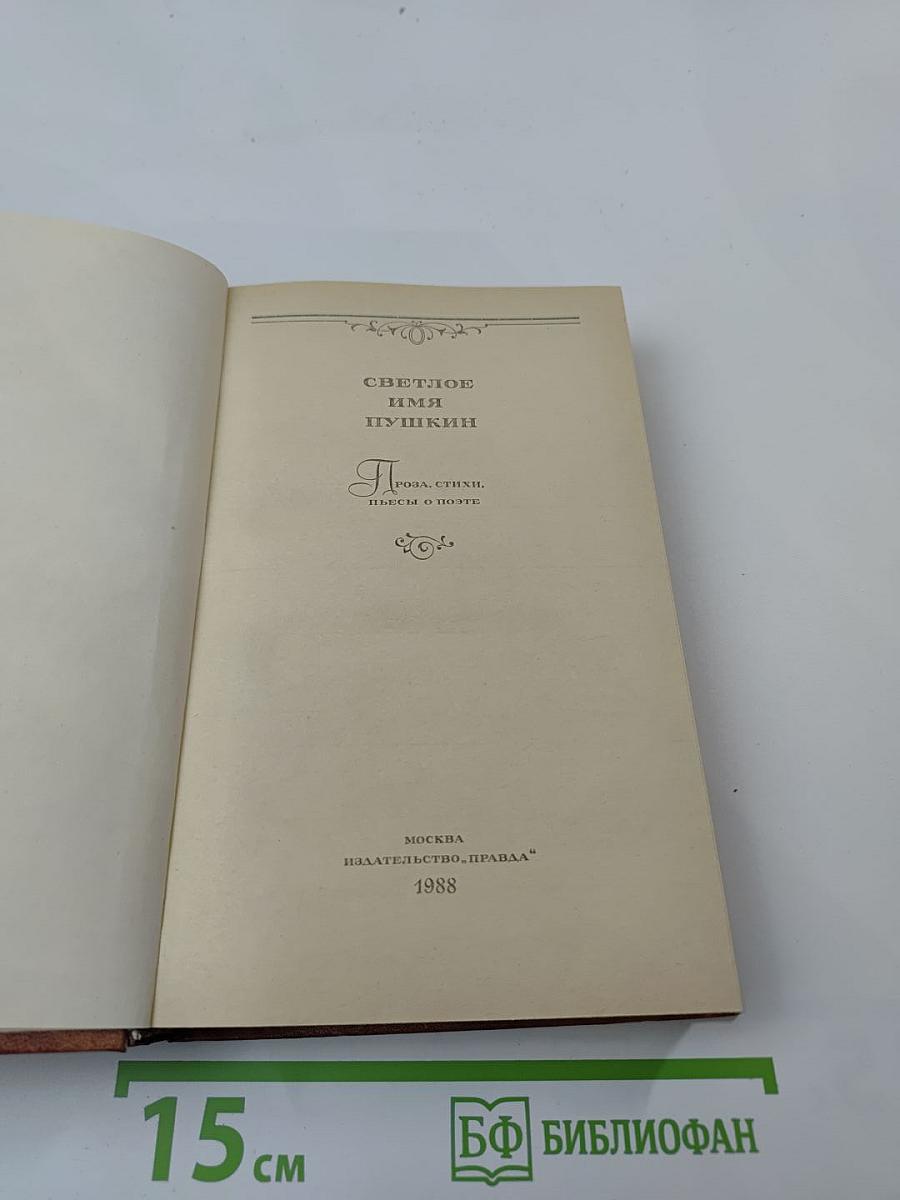 СВЕТЛОЕ
ИМЯ
ПУШКИН
ПРОЗА, СТИХИ,
ПЬЕСЫ О ПОЭТЕ
МОСКВА
ИЗДАТЕЛЬСТВО „ПРАВДА“
1988
15 см
БФ БИБЛИОФАН